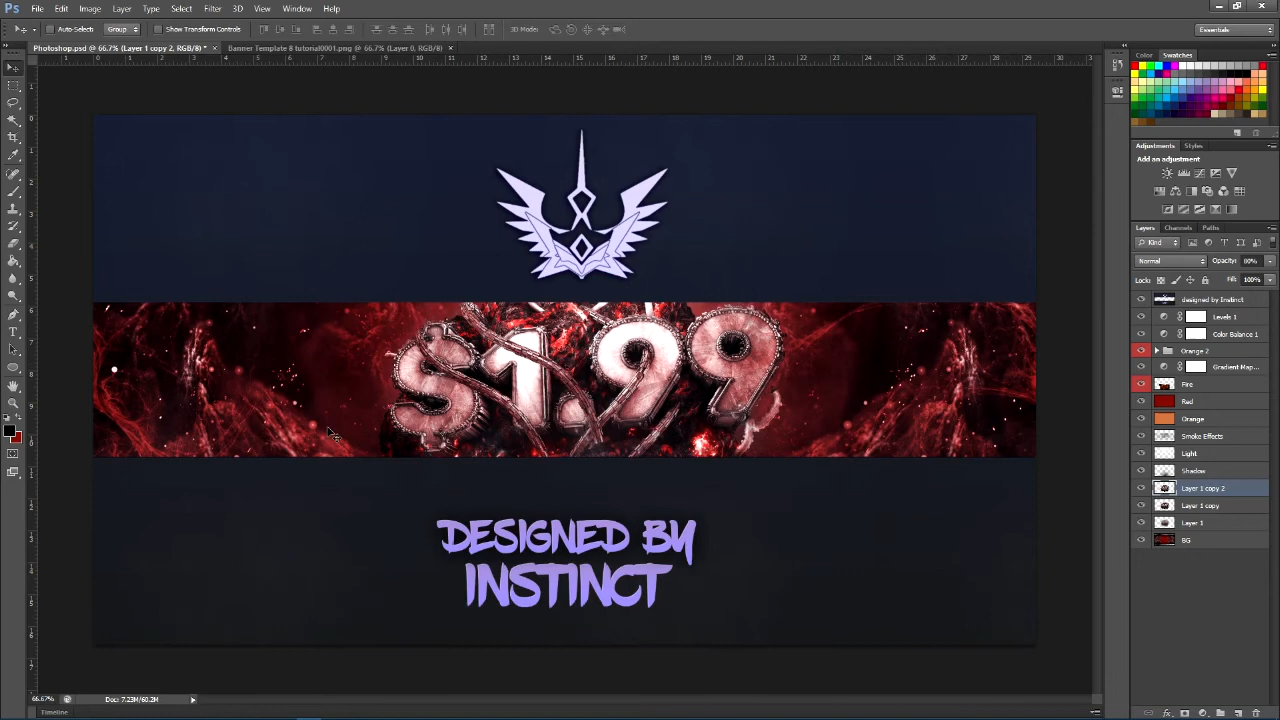 Ps File Edit Image Layer Type Select Filter 3D View Window Help
Auto-Select: Group Show Transform Controls 3D Mode: Essentials
Photoshop.psd @ 66.7% (Layer 1 copy 2, RGB/8) * × Banner Template 8 tutorial0001.png @ 66.7% (Layer 0, RGB/8) ×
Color Swatches
Adjustments Styles
Add an adjustment
Layers Channels Paths
Kind
Normal Opacity: 80%
Lock: Fill: 100%
designed by Instinct
Levels 1
Color Balance 1
Orange 2
Gradient Map...
Fire
Red
Orange
Smoke Effects
Light
Shadow
Layer 1 copy 2
Layer 1 copy
Layer 1
BG
$1.99
DESIGNED BY
INSTINCT
66.67% Doc: 7.23M/60.2M
Timeline